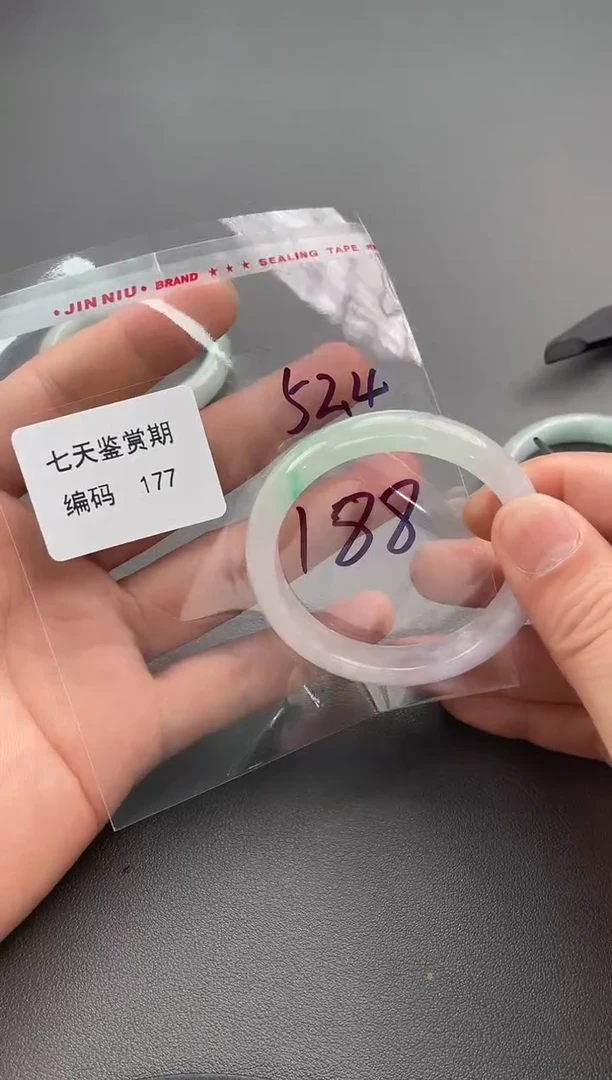 • JIN NIU • BRAND ★ ★ ★ SEALING TAPE
524
七天鉴赏期
编码 177
188